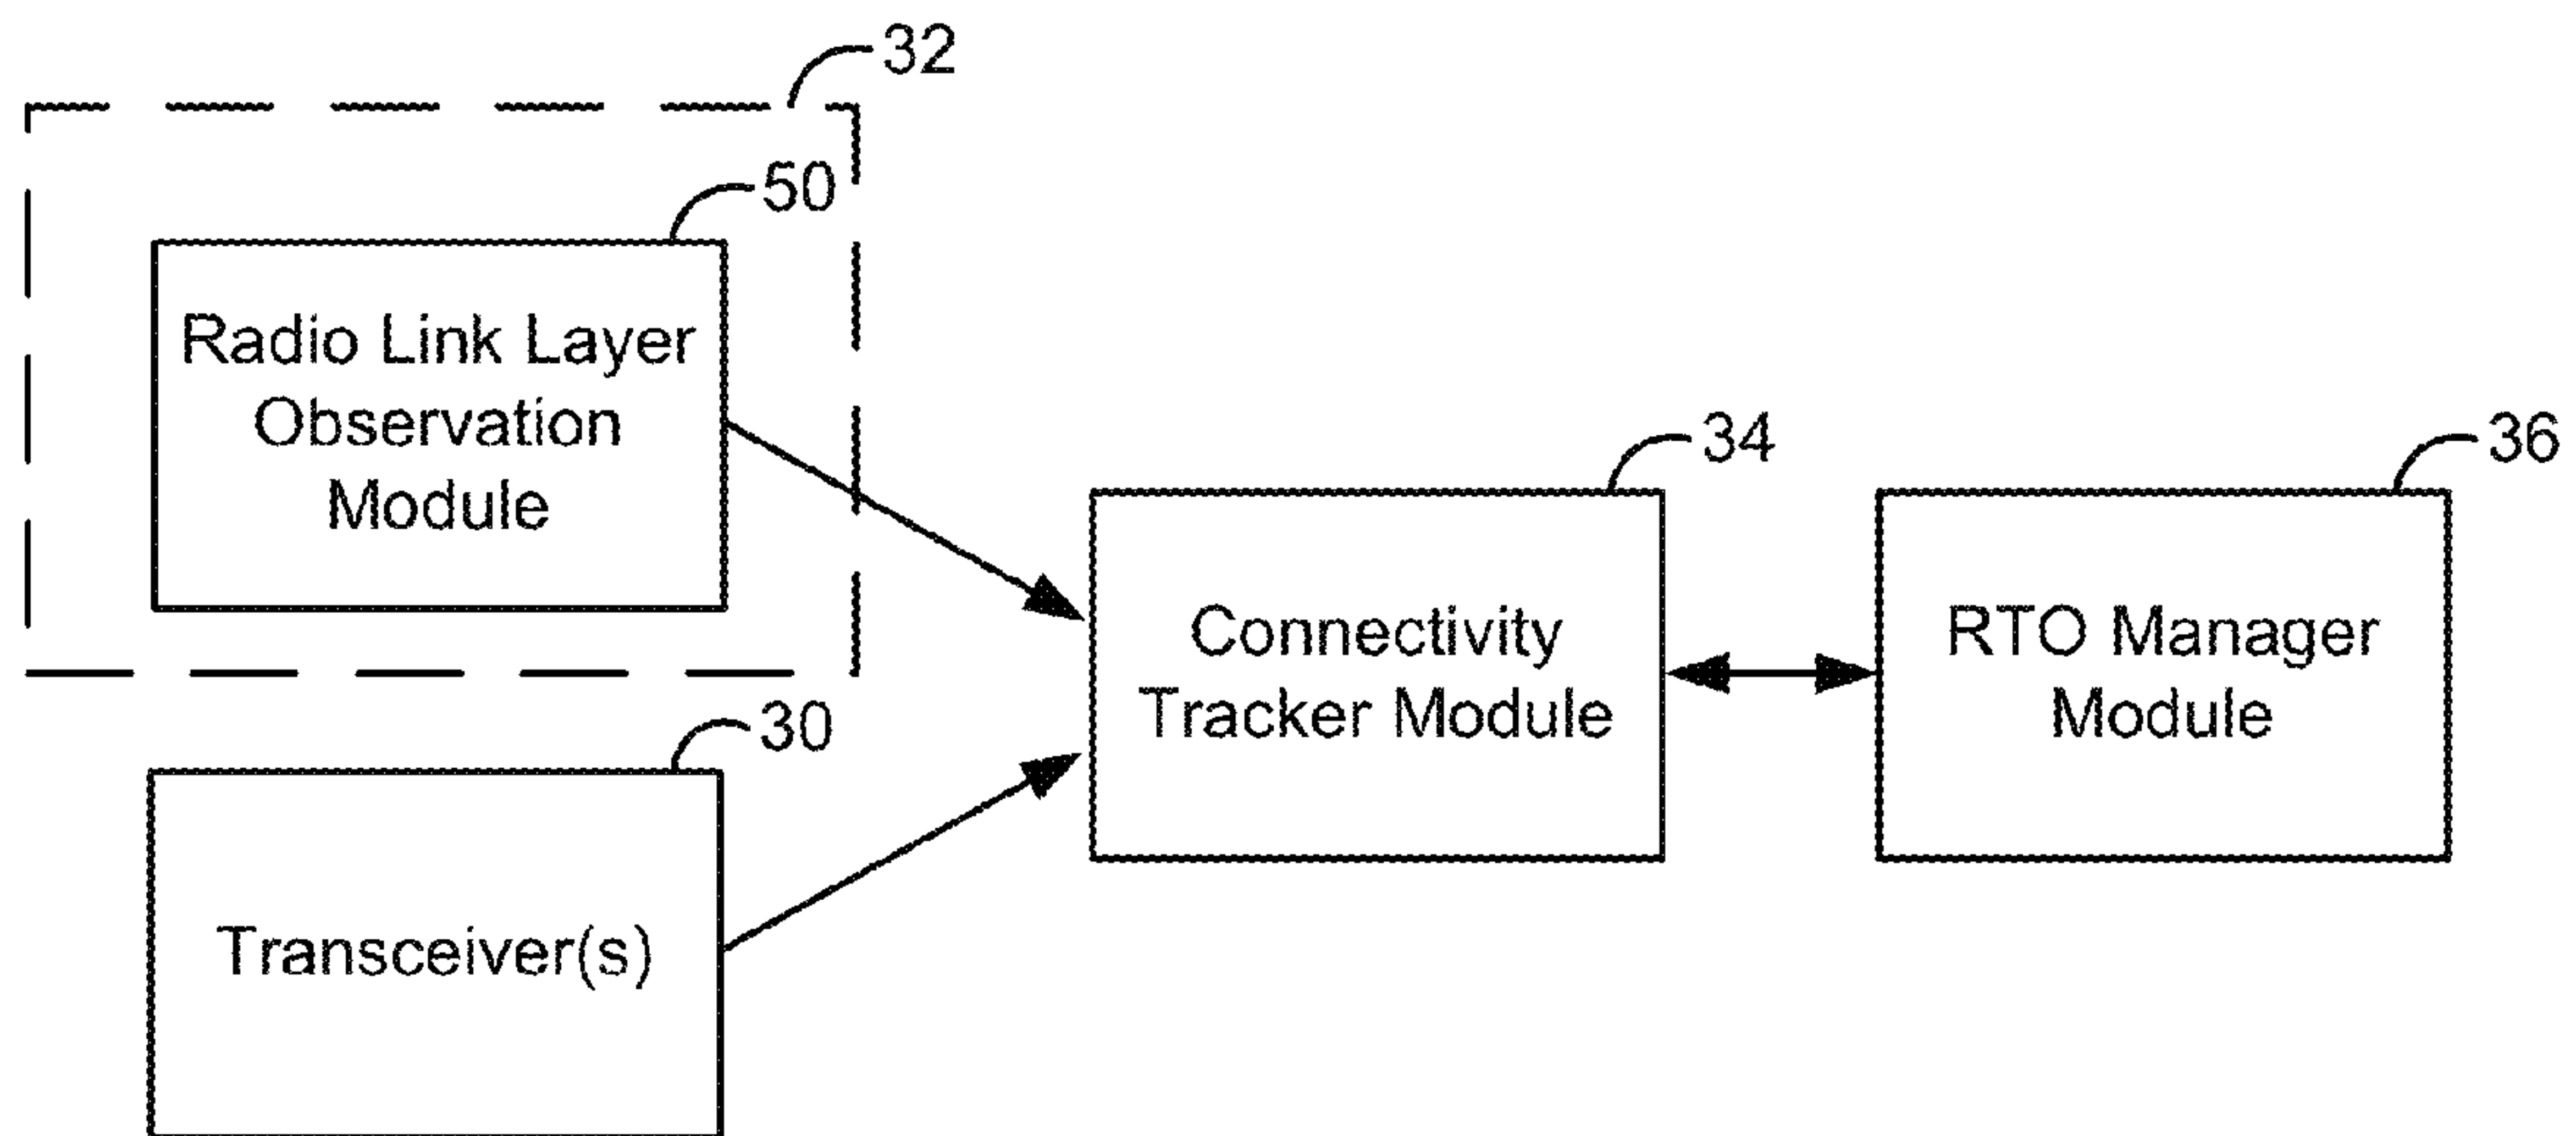 32
50
Radio Link Layer
Observation
Module
34
36
Connectivity
Tracker Module
RTO Manager
Module
30
Transceiver(s)